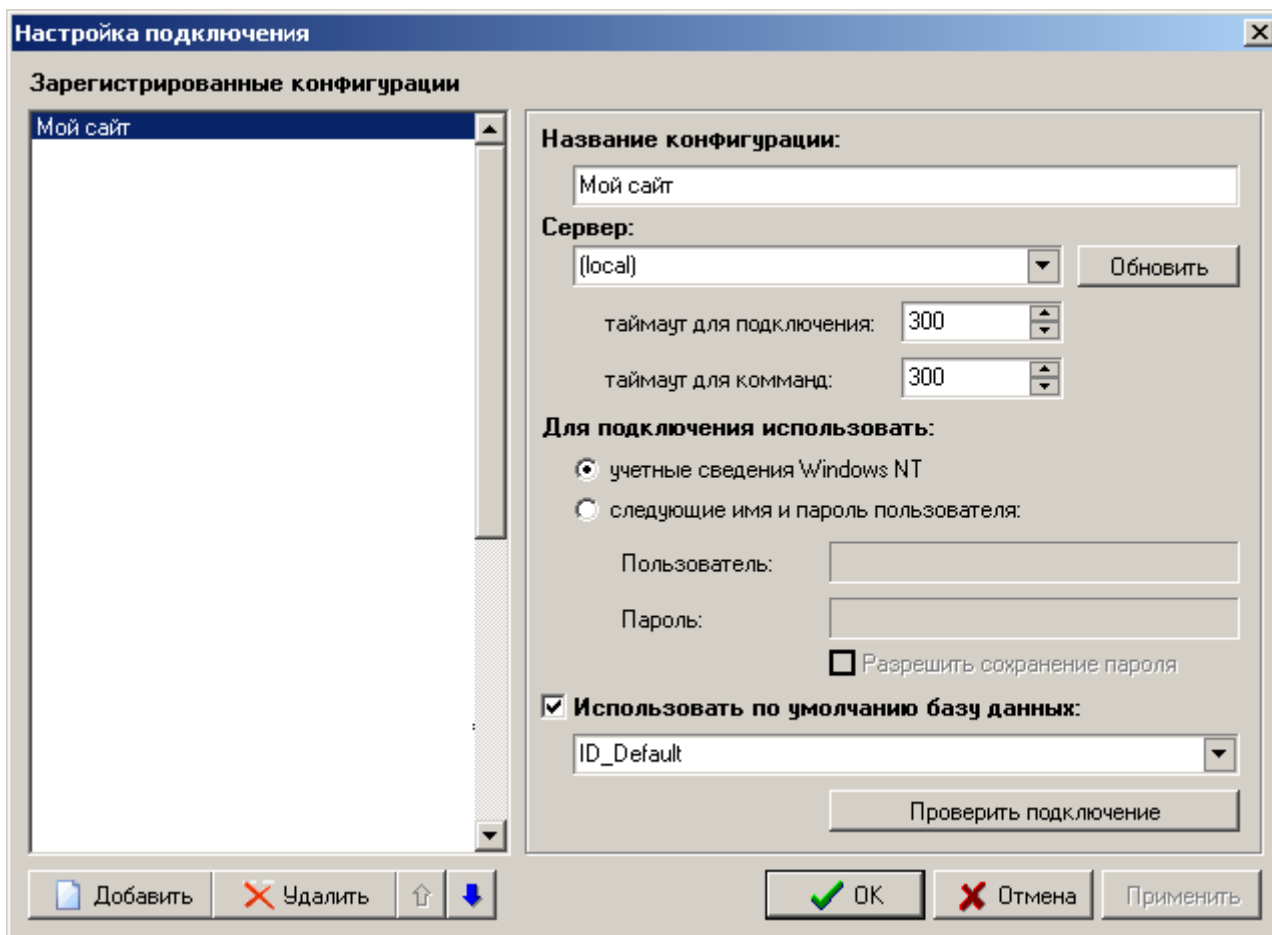 Настройка подключения
Зарегистрированные конфигурации
Мой сайт
Название конфигурации:
Мой сайт
Сервер:
(local)
Обновить
таймаут для подключения:
300
таймаут для комманд:
300
Для подключения использовать:
учетные сведения Windows NT
следующие имя и пароль пользователя:
Пользователь:
Пароль:
Разрешить сохранение пароля
Использовать по умолчанию базу данных:
ID_Default
Проверить подключение
Добавить
Удалить
OK
Отмена
Применить